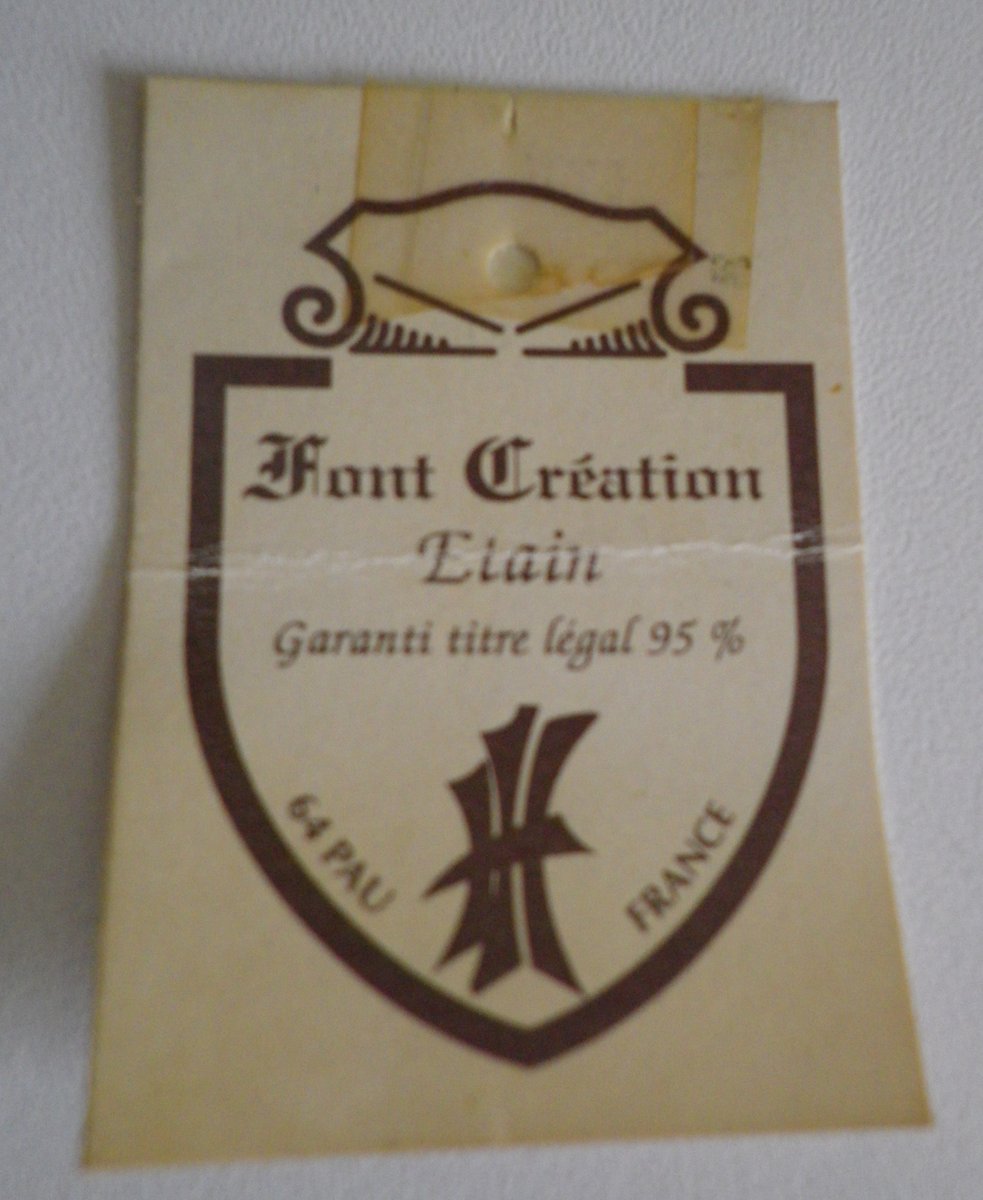 Font Création
Etain
Garanti titre légal 95 %
64 PAU
FRANCE